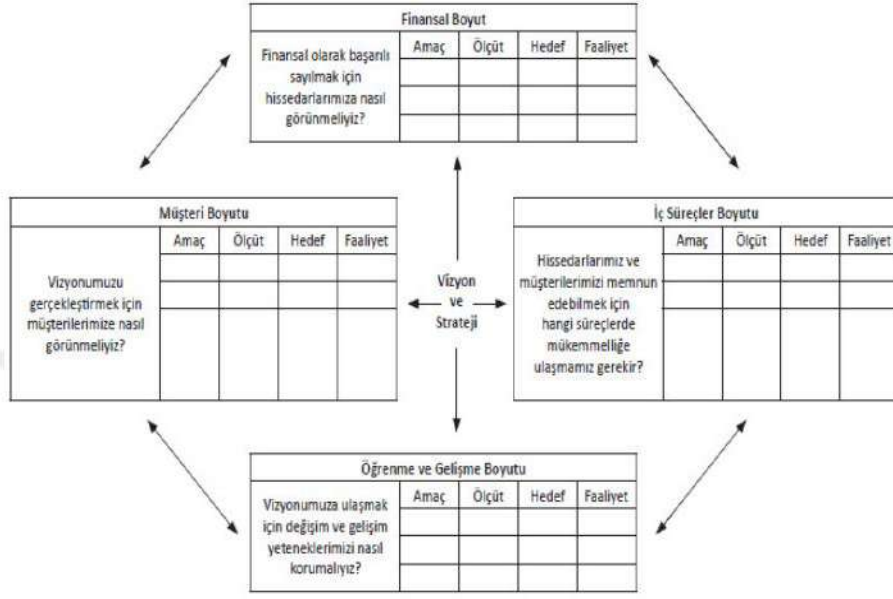 Finansal Boyut
Finansal olarak başarılı
sayılmak için
hissedarlarımıza nasıl
görünmeliyiz?
Amaç Ölçüt Hedef Faaliyet
Müşteri Boyutu
Vizyonumuzu
gerçekleştirmek için
müşterilerimize nasıl
görünmeliyiz?
Amaç Ölçüt Hedef Faaliyet
Vizyon
ve
Strateji
İç Süreçler Boyutu
Hissedarlarımız ve
müşterilerimizi memnun
edebilmek için
hangi süreçlerde
mükemmelliğe
ulaşmamız gerekir?
Amaç Ölçüt Hedef Faaliyet
Öğrenme ve Gelişme Boyutu
Vizyonumuza ulaşmak
için değişim ve gelişim
yeteneklerimizi nasıl
korumalıyız?
Amaç Ölçüt Hedef Faaliyet